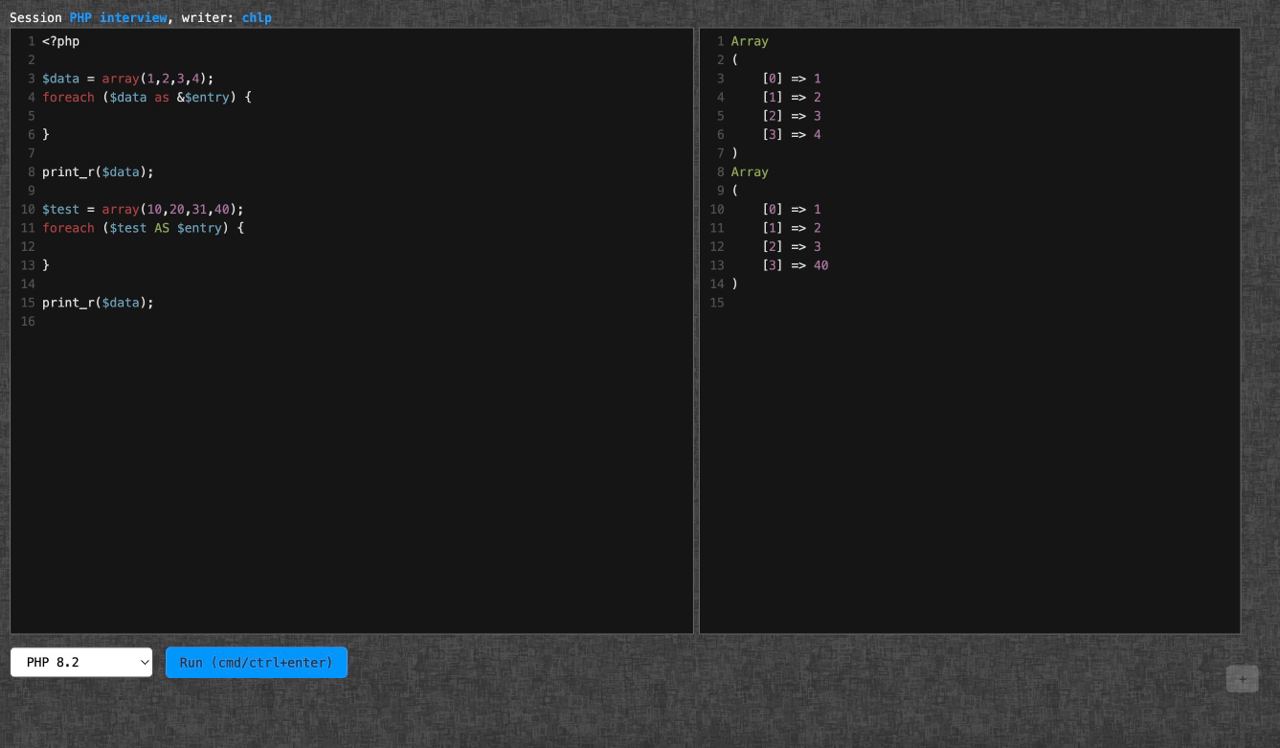 Session PHP interview, writer: chlp
1 <?php
2
3 $data = array(1,2,3,4);
4 foreach ($data as &$entry) {
5
6 }
7
8 print_r($data);
9
10 $test = array(10,20,31,40);
11 foreach ($test AS $entry) {
12
13 }
14
15 print_r($data);
16
1 Array
2 (
3     [0] => 1
4     [1] => 2
5     [2] => 3
6     [3] => 4
7 )
8 Array
9 (
10     [0] => 1
11     [1] => 2
12     [2] => 3
13     [3] => 40
14 )
15
PHP 8.2
Run (cmd/ctrl+enter)
+